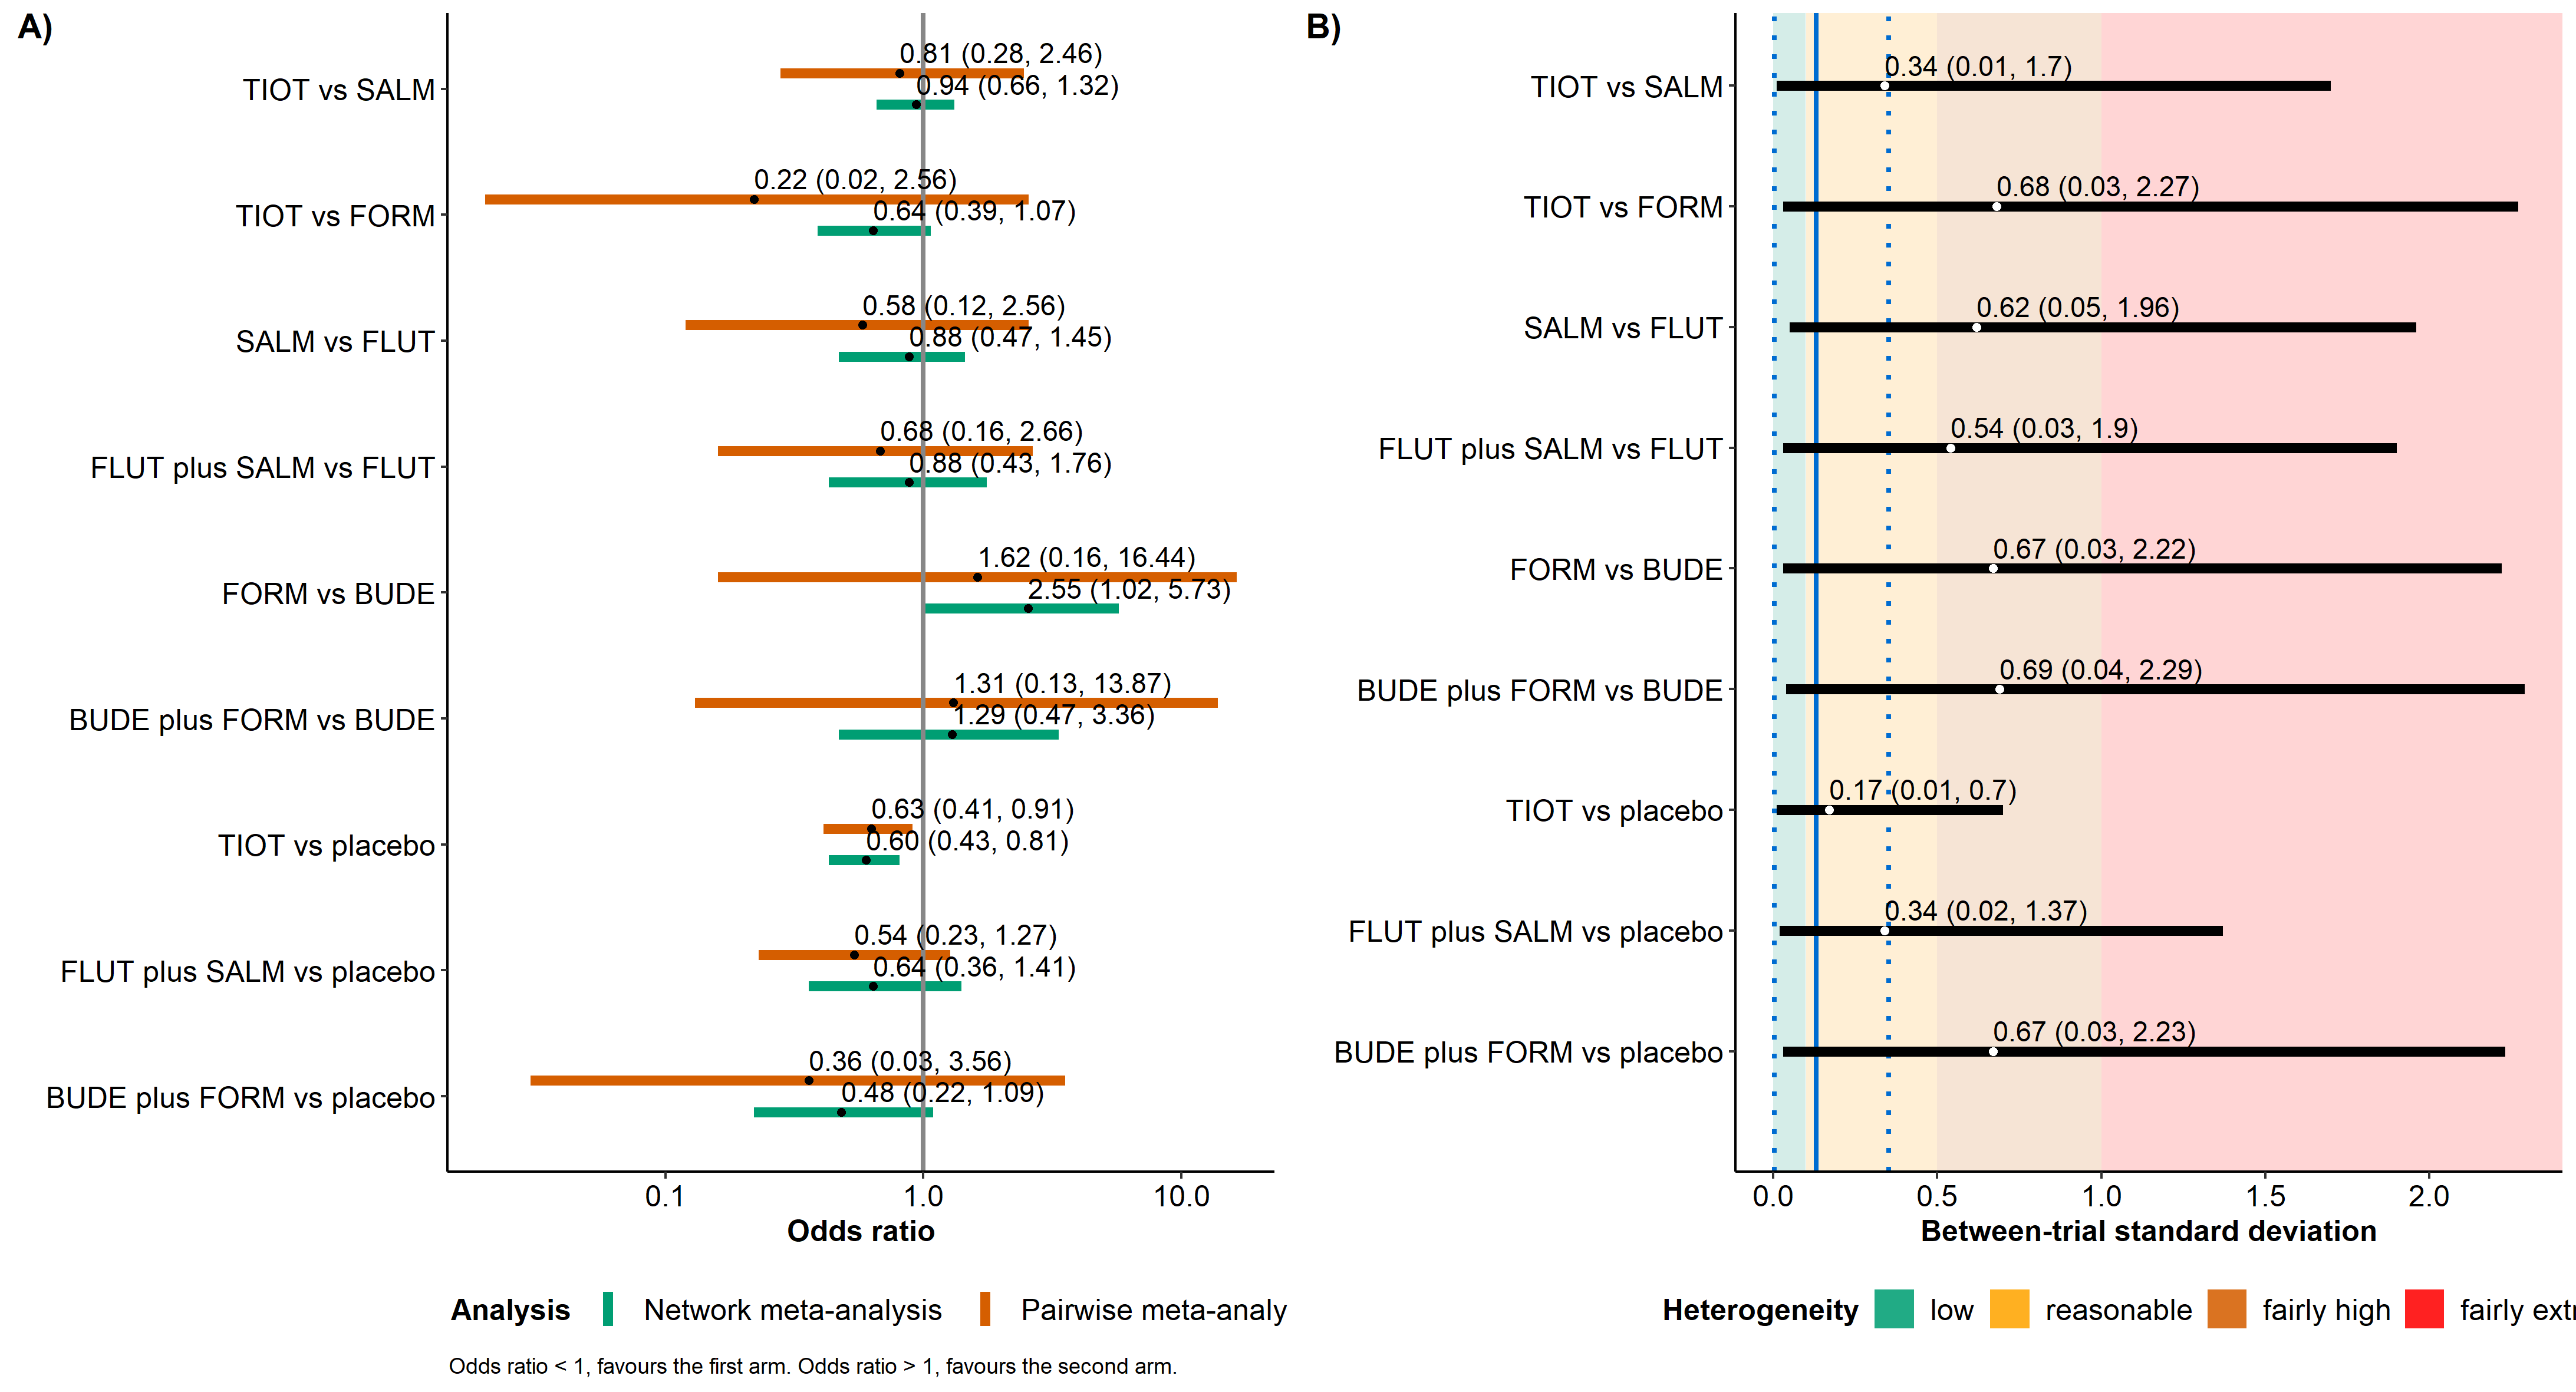 A)
TIOT vs SALM
0.81 (0.28, 2.46)
0.94 (0.66, 1.32)
TIOT vs FORM
0.22 (0.02, 2.56)
0.64 (0.39, 1.07)
SALM vs FLUT
0.58 (0.12, 2.56)
0.88 (0.47, 1.45)
FLUT plus SALM vs FLUT
0.68 (0.16, 2.66)
0.88 (0.43, 1.76)
FORM vs BUDE
1.62 (0.16, 16.44)
2.55 (1.02, 5.73)
BUDE plus FORM vs BUDE
1.31 (0.13, 13.87)
1.29 (0.47, 3.36)
TIOT vs placebo
0.63 (0.41, 0.91)
0.60 (0.43, 0.81)
FLUT plus SALM vs placebo
0.54 (0.23, 1.27)
0.64 (0.36, 1.41)
BUDE plus FORM vs placebo
0.36 (0.03, 3.56)
0.48 (0.22, 1.09)
0.1 1.0 10.0
Odds ratio
Analysis Network meta-analysis Pairwise meta-analy
Odds ratio < 1, favours the first arm. Odds ratio > 1, favours the second arm.
B)
TIOT vs SALM
0.34 (0.01, 1.7)
TIOT vs FORM
0.68 (0.03, 2.27)
SALM vs FLUT
0.62 (0.05, 1.96)
FLUT plus SALM vs FLUT
0.54 (0.03, 1.9)
FORM vs BUDE
0.67 (0.03, 2.22)
BUDE plus FORM vs BUDE
0.69 (0.04, 2.29)
TIOT vs placebo
0.17 (0.01, 0.7)
FLUT plus SALM vs placebo
0.34 (0.02, 1.37)
BUDE plus FORM vs placebo
0.67 (0.03, 2.23)
0.0 0.5 1.0 1.5 2.0
Between-trial standard deviation
Heterogeneity low reasonable fairly high fairly extr